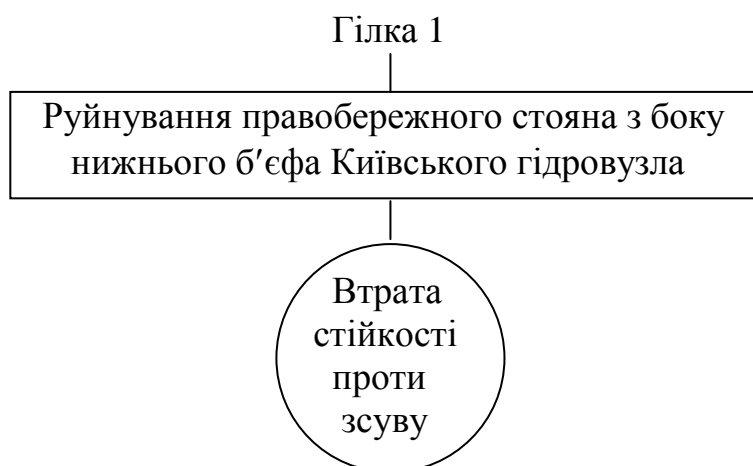 Гілка 1
Руйнування правобережного стояна з боку
нижнього б′єфа Київського гідровузла
Втрата
стійкості
проти
зсуву